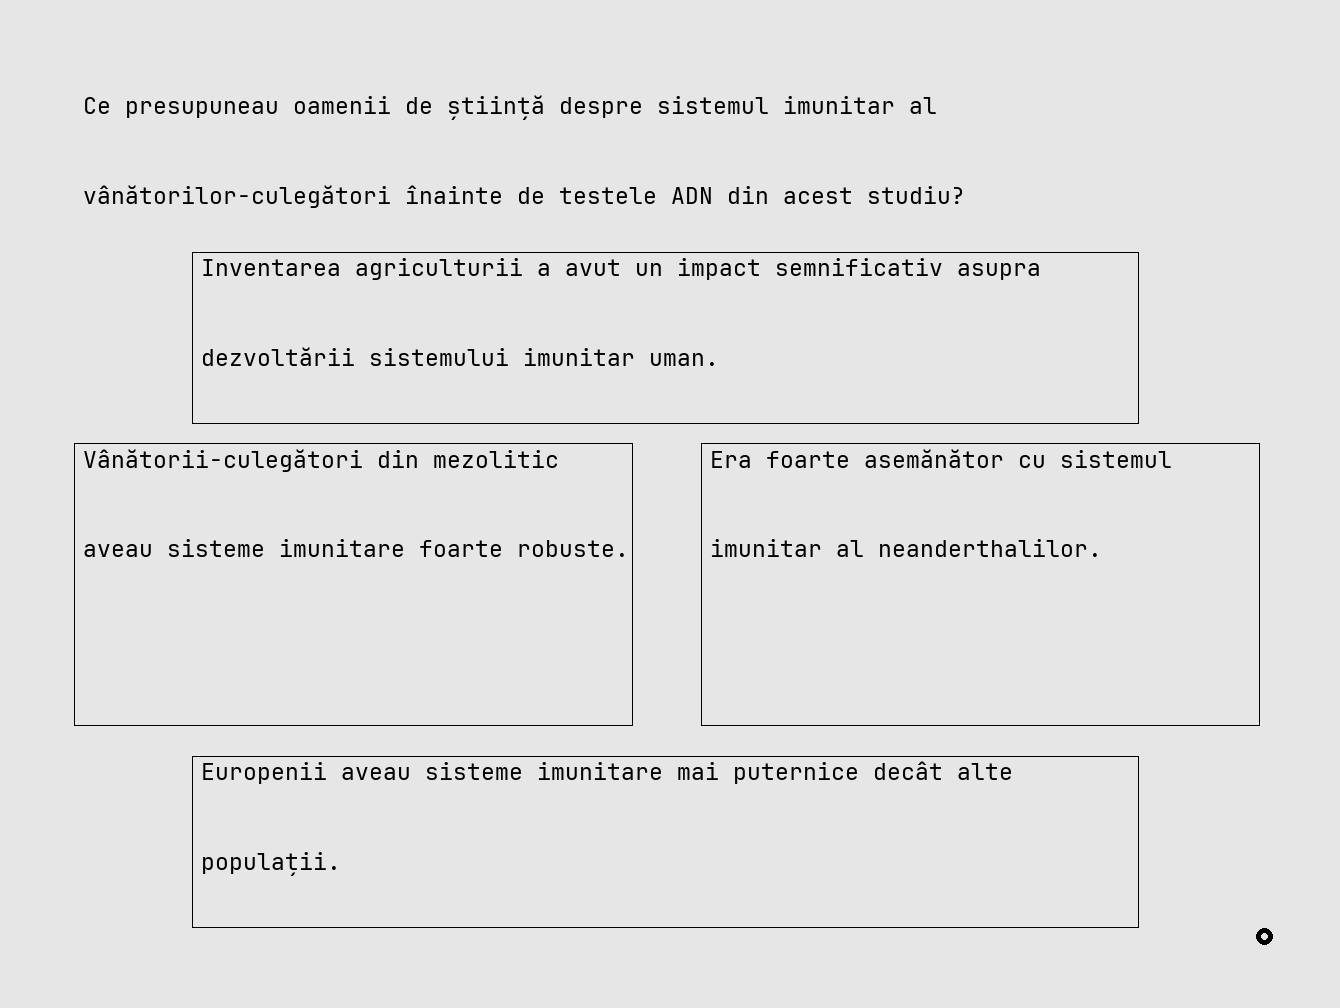 Ce presupuneau oamenii de știință despre sistemul imunitar al
vânătorilor-culegători înainte de testele ADN din acest studiu?
Inventarea agriculturii a avut un impact semnificativ asupra
dezvoltării sistemului imunitar uman.
Vânătorii-culegători din mezolitic
aveau sisteme imunitare foarte robuste.
Era foarte asemănător cu sistemul
imunitar al neanderthalilor.
Europenii aveau sisteme imunitare mai puternice decât alte
populații.